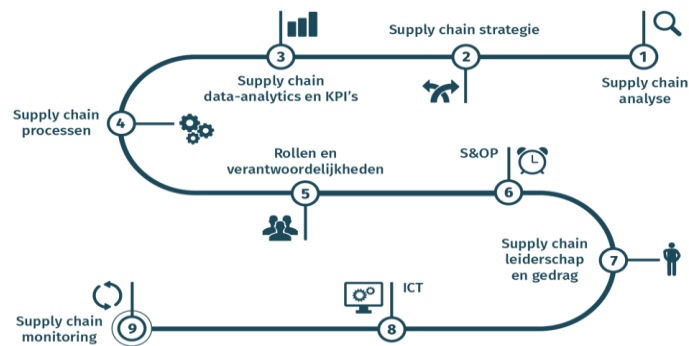 1
Supply chain
analyse
2
Supply chain strategie
3
Supply chain
data-analytics en KPI's
4
Supply chain
processen
5
Rollen en
verantwoordelijkheden
6
S&OP
7
Supply chain
leiderschap
en gedrag
8
ICT
9
Supply chain
monitoring